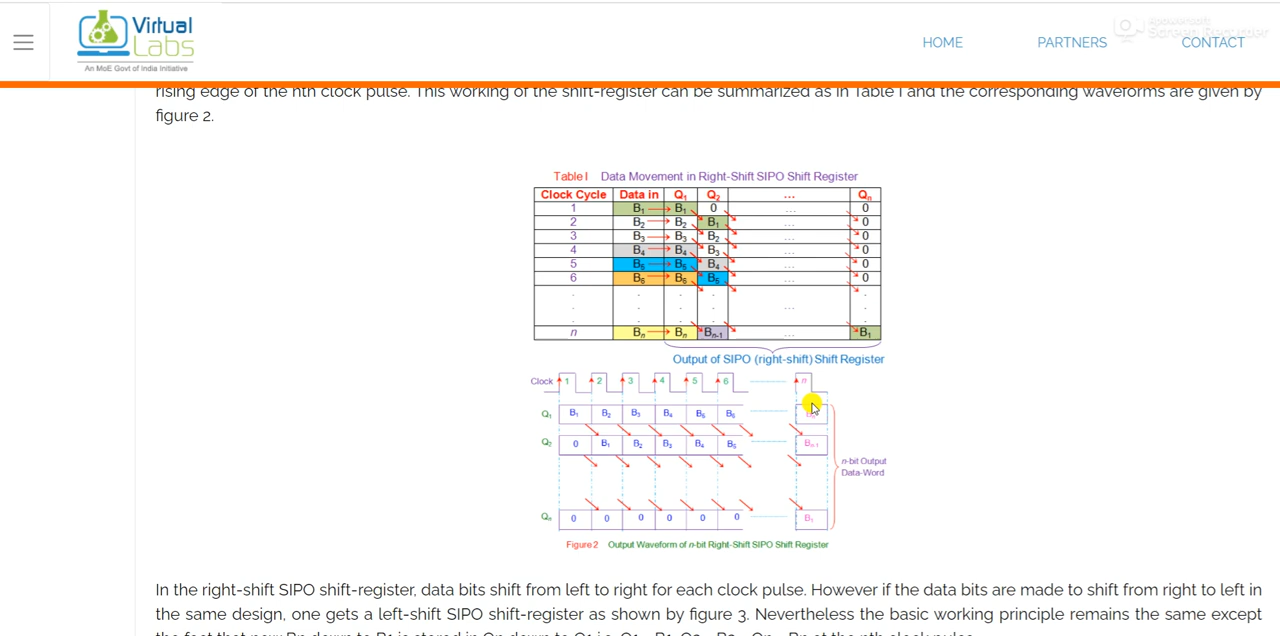 Virtual
Labs
An MoE Govt of India Initiative
HOME
PARTNERS
CONTACT
Apowersoft
Screen Recorder
rising edge of the nth clock pulse. This working of the shift-register can be summarized as in Table I and the corresponding waveforms are given by
figure 2.
Table I Data Movement in Right-Shift SIPO Shift Register
Clock Cycle Data in Q1 Q2 ... Qn
1 B1 B1 0 ... 0
2 B2 B2 B1 ... 0
3 B3 B3 B2 ... 0
4 B4 B4 B3 ... 0
5 B5 B5 B4 ... 0
6 B6 B6 B5 ... 0
. . . . ... .
. . . . .
n Bn Bn Bn-1 ... B1
Output of SIPO (right-shift) Shift Register
Clock 1 2 3 4 5 6 n
Q1 B1 B2 B3 B4 B5 B6
Q2 0 B1 B2 B3 B4 B5 Bn-1
n-bit Output
Data-Word
Qn 0 0 0 0 0 0 B1
Figure 2 Output Waveform of n-bit Right-Shift SIPO Shift Register
In the right-shift SIPO shift-register, data bits shift from left to right for each clock pulse. However if the data bits are made to shift from right to left in
the same design, one gets a left-shift SIPO shift-register as shown by figure 3. Nevertheless the basic working principle remains the same except